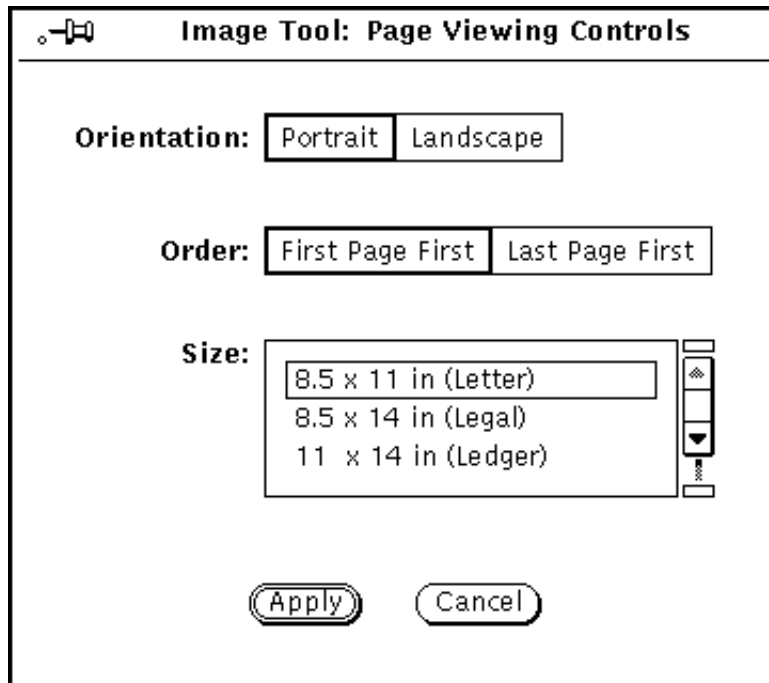 Image Tool: Page Viewing Controls
Orientation: Portrait Landscape
Order: First Page First Last Page First
Size:
8.5 x 11 in (Letter)
8.5 x 14 in (Legal)
11 x 14 in (Ledger)
Apply Cancel